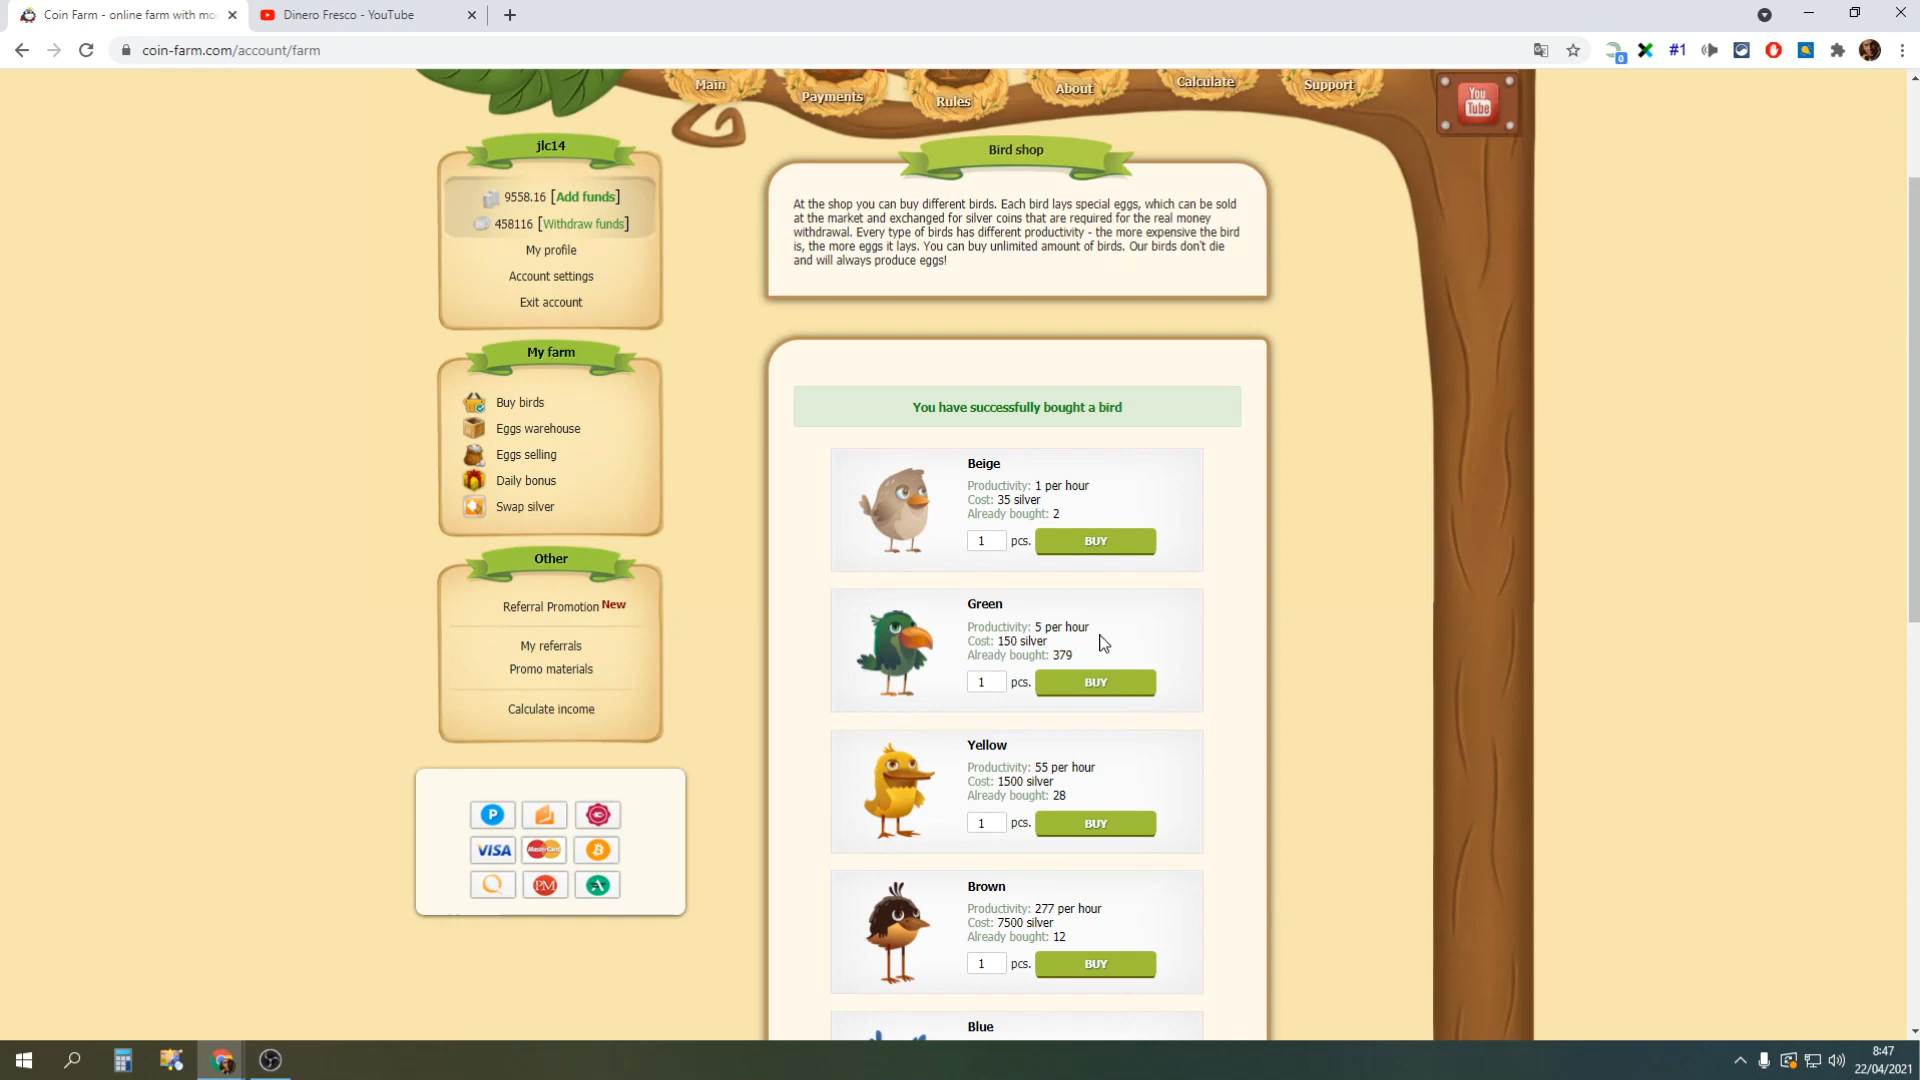 Coin Farm - online farm with mo
Dinero Fresco - YouTube
coin-farm.com/account/farm
0
#1
Main
Payments
Rules
About
Calculate
Support
You
Tube
jlc14
9558.16 [Add funds]
458116 [Withdraw funds]
My profile
Account settings
Exit account
My farm
Buy birds
Eggs warehouse
Eggs selling
Daily bonus
Swap silver
Other
Referral Promotion New
My referrals
Promo materials
Calculate income
P
VISA
MasterCard
PM
Bird shop
At the shop you can buy different birds. Each bird lays special eggs, which can be sold
at the market and exchanged for silver coins that are required for the real money
withdrawal. Every type of birds has different productivity - the more expensive the bird
is, the more eggs it lays. You can buy unlimited amount of birds. Our birds don't die
and will always produce eggs!
You have successfully bought a bird
Beige
Productivity: 1 per hour
Cost: 35 silver
Already bought: 2
1 pcs. BUY
Green
Productivity: 5 per hour
Cost: 150 silver
Already bought: 379
1 pcs. BUY
Yellow
Productivity: 55 per hour
Cost: 1500 silver
Already bought: 28
1 pcs. BUY
Brown
Productivity: 277 per hour
Cost: 7500 silver
Already bought: 12
1 pcs. BUY
Blue
8:47
22/04/2021